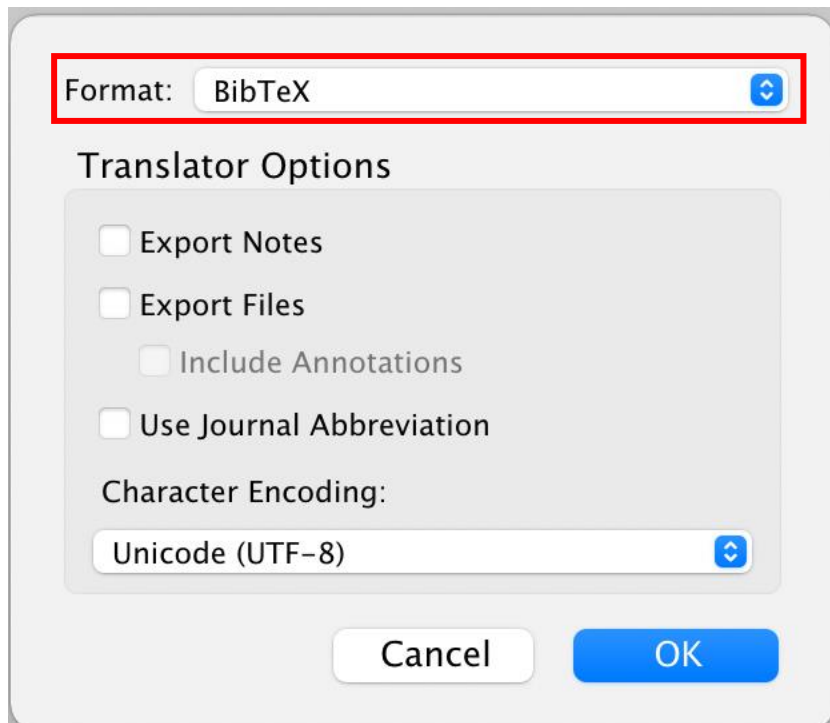 Format: BibTeX
Translator Options
Export Notes
Export Files
Include Annotations
Use Journal Abbreviation
Character Encoding:
Unicode (UTF-8)
Cancel OK